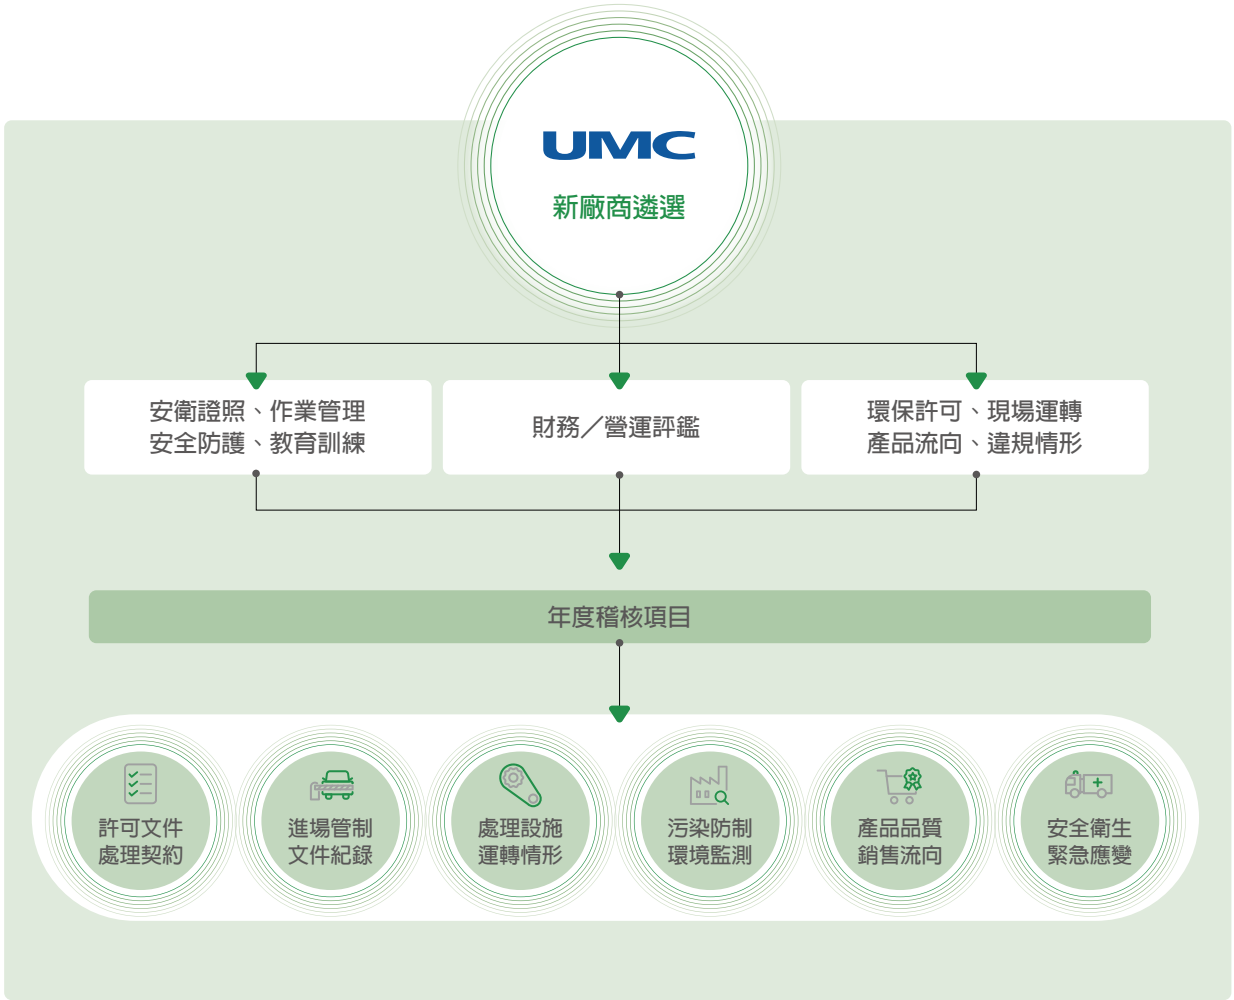 UMC
新廠商遴選
安衛證照、作業管理
安全防護、教育訓練
財務／營運評鑑
環保許可、現場運轉
產品流向、違規情形
年度稽核項目
許可文件
處理契約
進場管制
文件紀錄
處理設施
運轉情形
污染防制
環境監測
產品品質
銷售流向
安全衛生
緊急應變